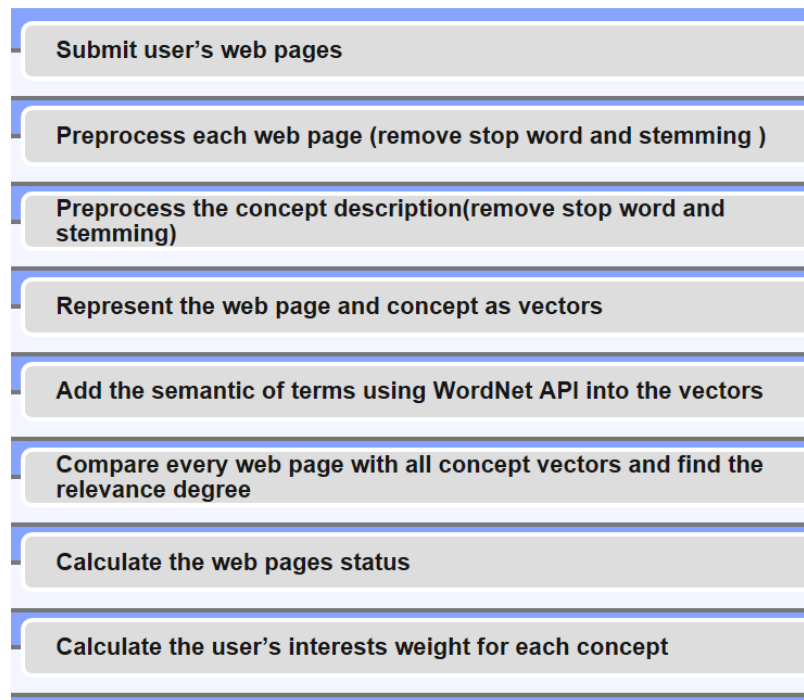 Submit user's web pages
Preprocess each web page (remove stop word and stemming )
Preprocess the concept description(remove stop word and
stemming)
Represent the web page and concept as vectors
Add the semantic of terms using WordNet API into the vectors
Compare every web page with all concept vectors and find the
relevance degree
Calculate the web pages status
Calculate the user's interests weight for each concept